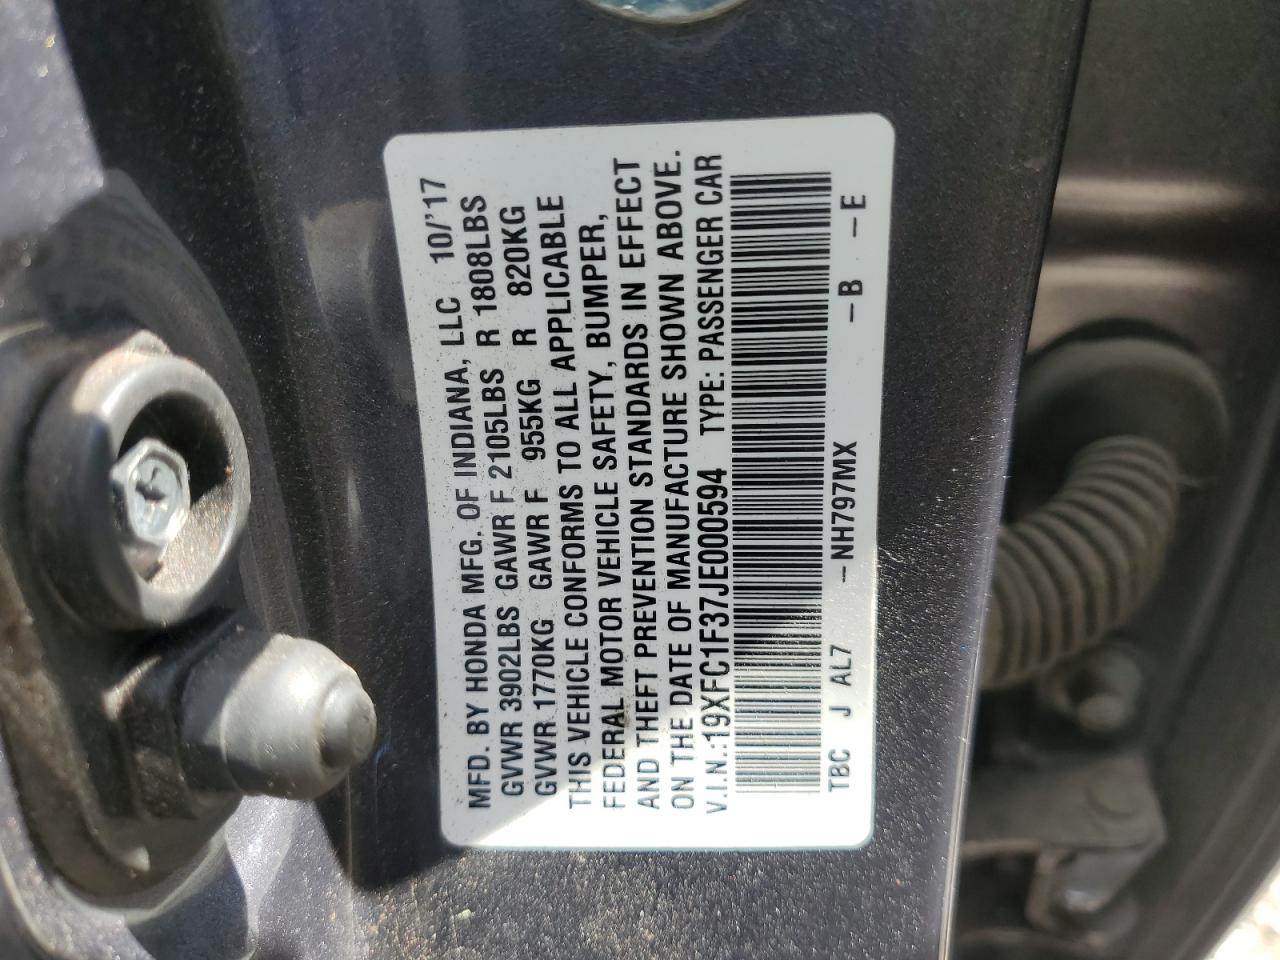 MFD. BY HONDA MFG. OF INDIANA, LLC 10/'17
GVWR 3902LBS GAWR F 2105LBS R 1808LBS
GVWR 1770KG GAWR F 955KG R 820KG
THIS VEHICLE CONFORMS TO ALL APPLICABLE
FEDERAL MOTOR VEHICLE SAFETY, BUMPER,
AND THEFT PREVENTION STANDARDS IN EFFECT
ON THE DATE OF MANUFACTURE SHOWN ABOVE.
V.I.N.:19XFC1F37JE000594 TYPE: PASSENGER CAR
TBC J AL7 –NH797MX –B –E